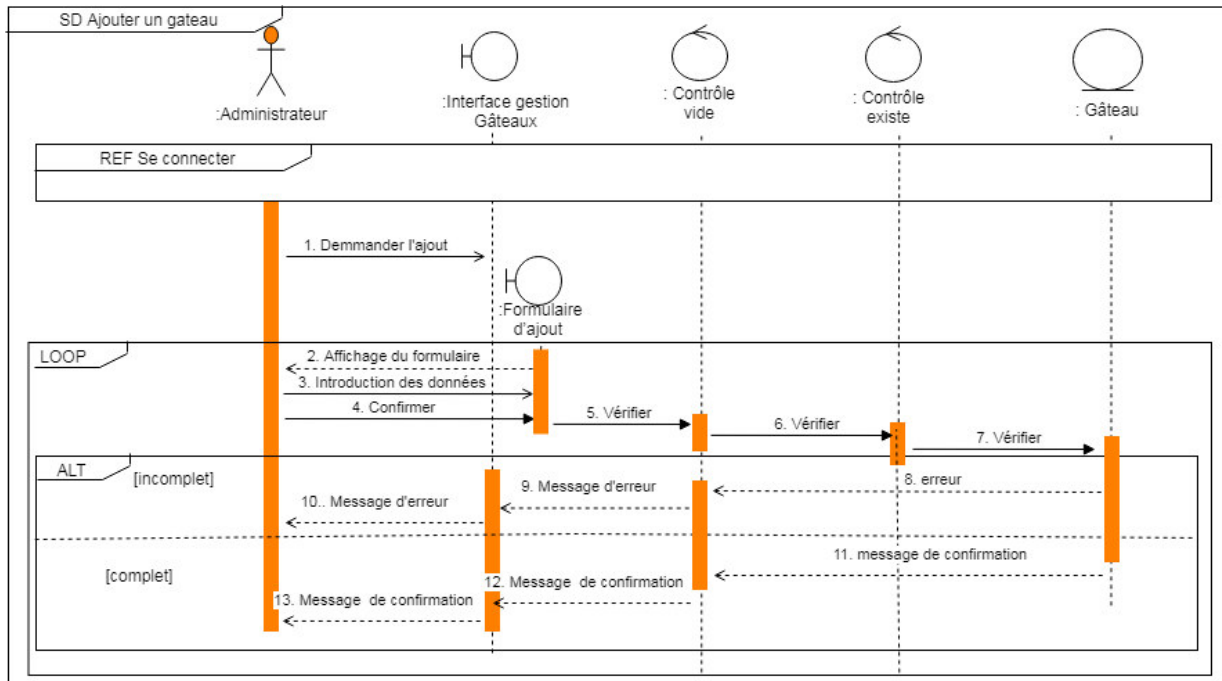 SD Ajouter un gateau
:Administrateur
:Interface gestion
Gâteaux
: Contrôle
vide
: Contrôle
existe
: Gâteau
REF Se connecter
1. Demmander l'ajout
:Formulaire
d'ajout
LOOP
2. Affichage du formulaire
3. Introduction des données
4. Confirmer
5. Vérifier
6. Vérifier
7. Vérifier
ALT
[incomplet]
8. erreur
9. Message d'erreur
10.. Message d'erreur
11. message de confirmation
[complet]
12. Message de confirmation
13. Message de confirmation